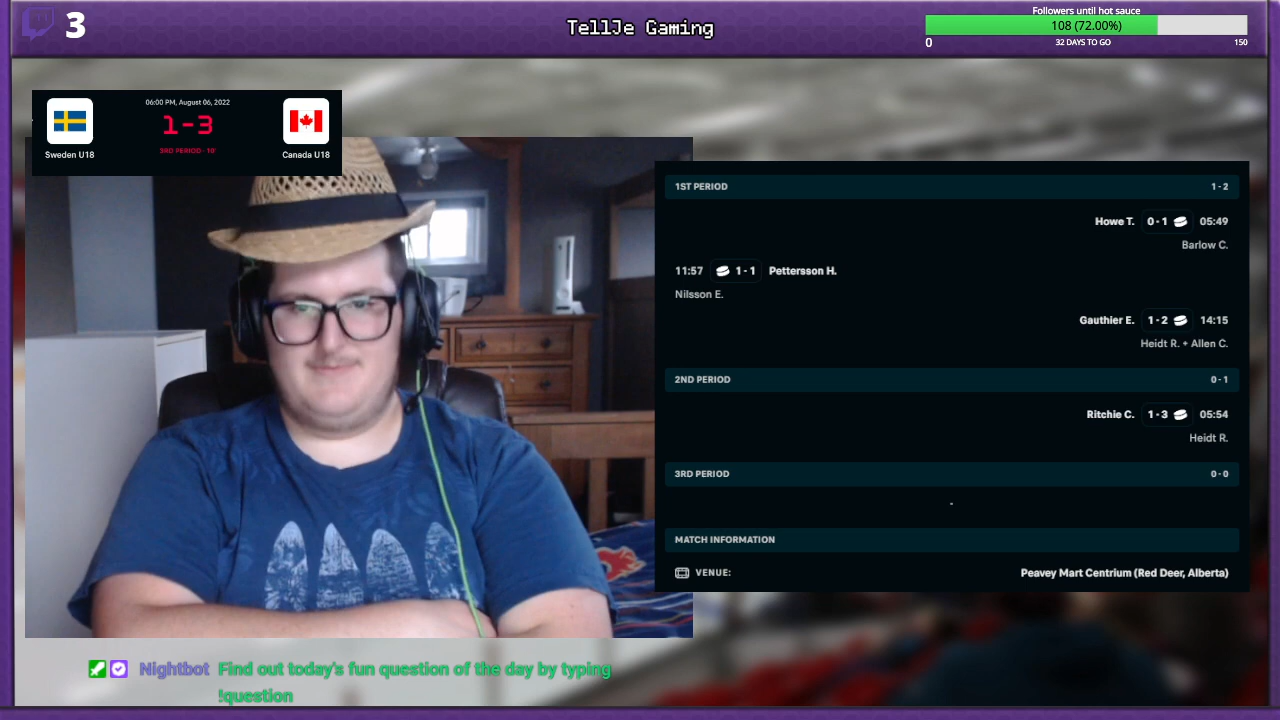 3
TellJe Gaming
Followers until hot sauce
108 (72.00%)
0
32 DAYS TO GO
150
06:00 PM, August 06, 2022
1-3
3RD PERIOD - 10'
Sweden U18
Canada U18
1ST PERIOD 1 - 2
Howe T. 0 - 1 05:49
Barlow C.
11:57 1 - 1 Pettersson H.
Nilsson E.
Gauthier E. 1 - 2 14:15
Heidt R. + Allen C.
2ND PERIOD 0 - 1
Ritchie C. 1 - 3 05:54
Heidt R.
3RD PERIOD 0 - 0
-
MATCH INFORMATION
VENUE: Peavey Mart Centrium (Red Deer, Alberta)
Nightbot Find out today's fun question of the day by typing
!question